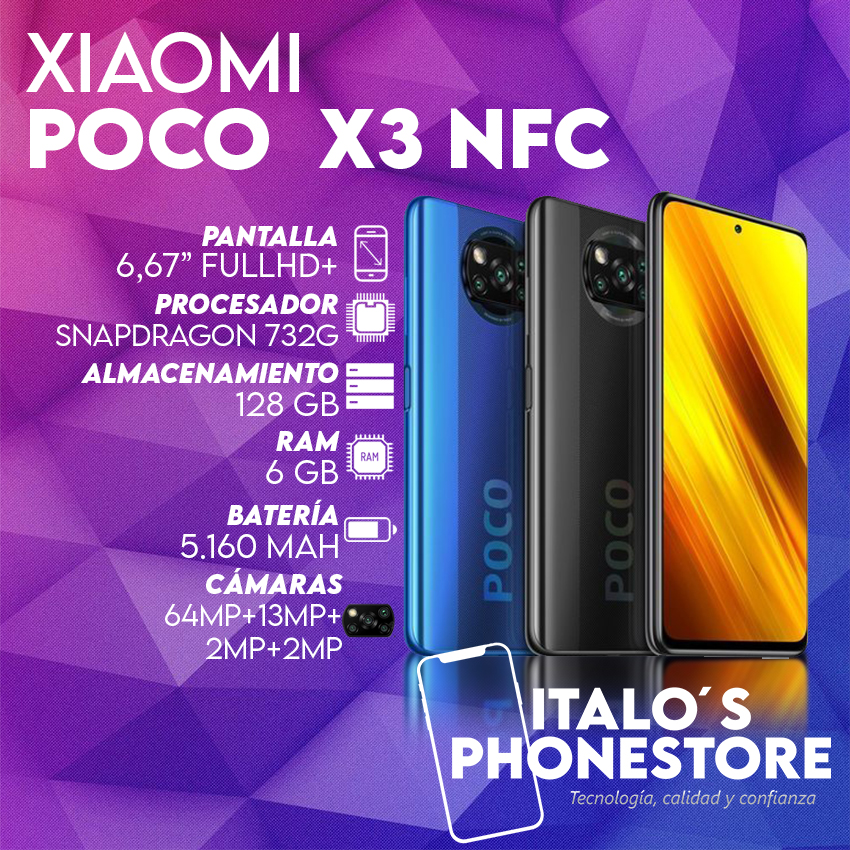 XIAOMI
POCO X3 NFC
PANTALLA
6,67” FULLHD+
PROCESADOR
SNAPDRAGON 732G
ALMACENAMIENTO
128 GB
RAM
6 GB
RAM
BATERÍA
5.160 MAH
CÁMARAS
64MP+13MP+
2MP+2MP
POCO
POCO
ITALO´S
PHONESTORE
Tecnología, calidad y confianza